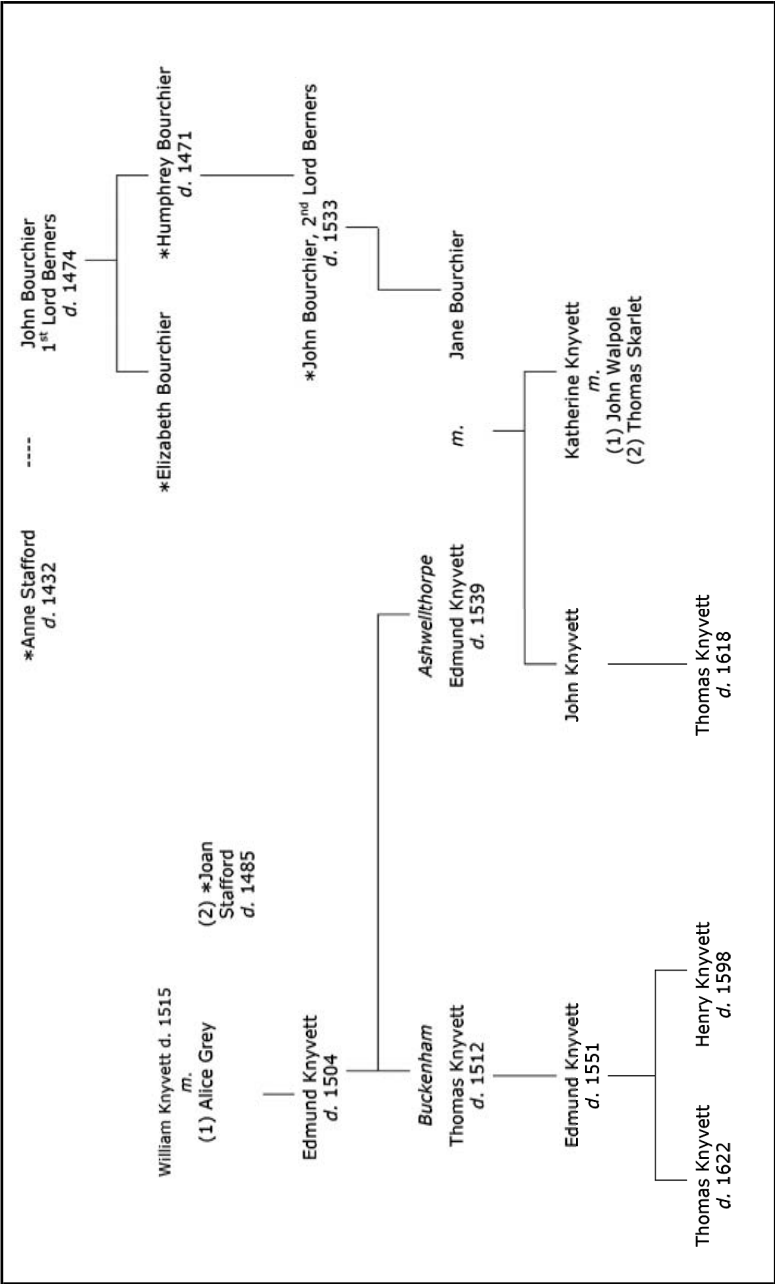 *Anne Stafford
d. 1432
----
John Bourchier
1st Lord Berners
d. 1474
William Knyvett d. 1515
m.
(1) Alice Grey
(2) *Joan
Stafford
d. 1485
*Elizabeth Bourchier
*Humphrey Bourchier
d. 1471
Edmund Knyvett
d. 1504
*John Bourchier, 2nd Lord Berners
d. 1533
Buckenham
Thomas Knyvett
d. 1512
Ashwellthorpe
Edmund Knyvett
d. 1539
m.
Jane Bourchier
Edmund Knyvett
d. 1551
John Knyvett
Katherine Knyvett
m.
(1) John Walpole
(2) Thomas Skarlet
Thomas Knyvett
d. 1622
Henry Knyvett
d. 1598
Thomas Knyvett
d. 1618